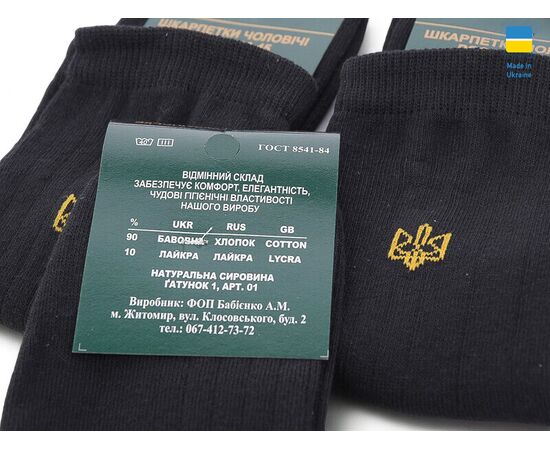 ШКАРПЕТКИ ЧОЛОВІЧІ
ШКАРПЕТКИ
Made in
Ukraine
ГОСТ 8541-84
ВІДМІННИЙ СКЛАД
ЗАБЕЗПЕЧУЄ КОМФОРТ, ЕЛЕГАНТНІСТЬ,
ЧУДОВІ ГІГІЄНІЧНІ ВЛАСТИВОСТІ
НАШОГО ВИРОБУ
% UKR RUS GB
90 БАВОВНА ХЛОПОК COTTON
10 ЛАЙКРА ЛАЙКРА LYCRA
НАТУРАЛЬНА СИРОВИНА
ҐАТУНОК 1, АРТ. 01
Виробник: ФОП Бабієнко А.М.
м. Житомир, вул. Клосовського, буд. 2
тел.: 067-412-73-72